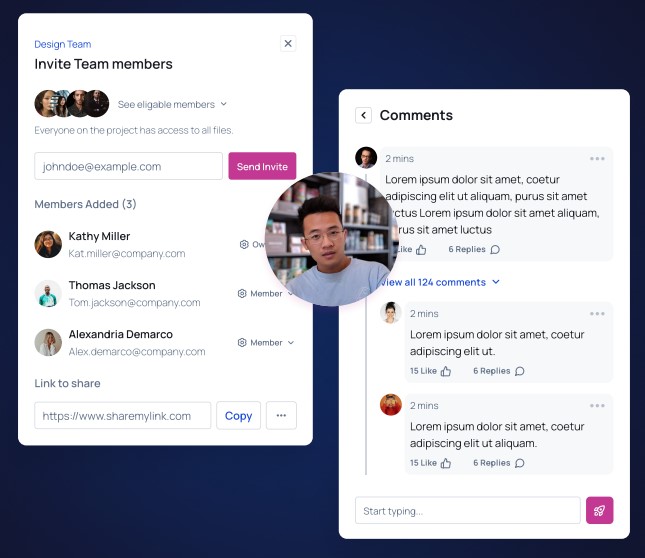 Design Team
Invite Team members
See eligable members
Everyone on the project has access to all files.
johndoe@example.com
Send Invite
Members Added (3)
Kathy Miller
Kat.miller@company.com
Thomas Jackson
Tom.jackson@company.com
Member
Alexandria Demarco
Alex.demarco@company.com
Member
Link to share
https://www.sharemylink.com
Copy
Comments
2 mins
Lorem ipsum dolor sit amet, coetur
adipiscing elit ut aliquam, purus sit amet
Lorem ipsum dolor sit amet aliquam,
sit amet luctus
Like
6 Replies
View all 124 comments
2 mins
Lorem ipsum dolor sit amet, coetur
adipiscing elit ut.
15 Like
6 Replies
2 mins
Lorem ipsum dolor sit amet, coetur
adipiscing elit ut aliquam.
15 Like
6 Replies
Start typing...